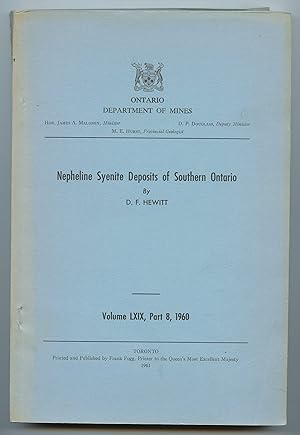 ONTARIO
DEPARTMENT OF MINES
HON. JAMES A. MALONEY, Minister D. P. DOUGLASS, Deputy Minister
M. E. HURST, Provincial Geologist
Nepheline Syenite Deposits of Southern Ontario
By
D. F. HEWITT
Volume LXIX, Part 8, 1960
TORONTO
Printed and Published by Frank Fogg, Printer to the Queen's Most Excellent Majesty
1961